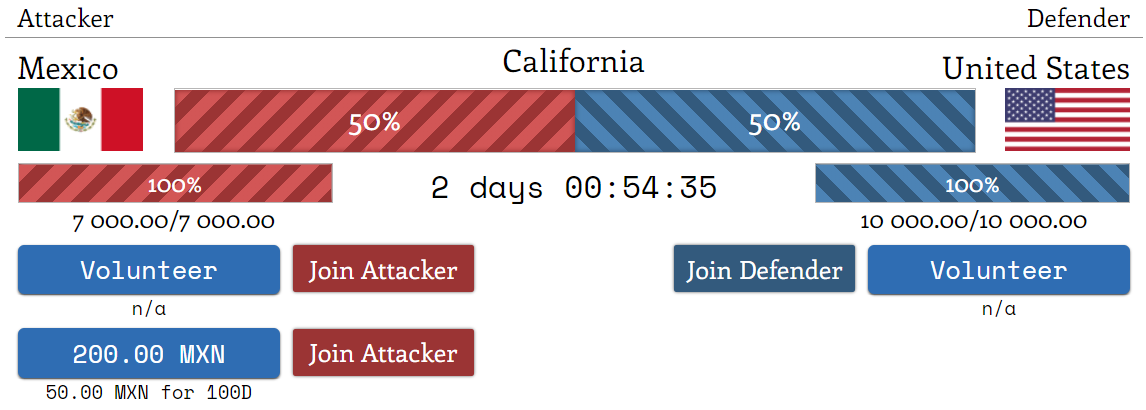 Attacker Defender
Mexico California United States
50% 50%
100% 2 days 00:54:35 100%
7 000.00/7 000.00 10 000.00/10 000.00
Volunteer Join Attacker Join Defender Volunteer
n/a n/a
200.00 MXN Join Attacker
50.00 MXN for 100D